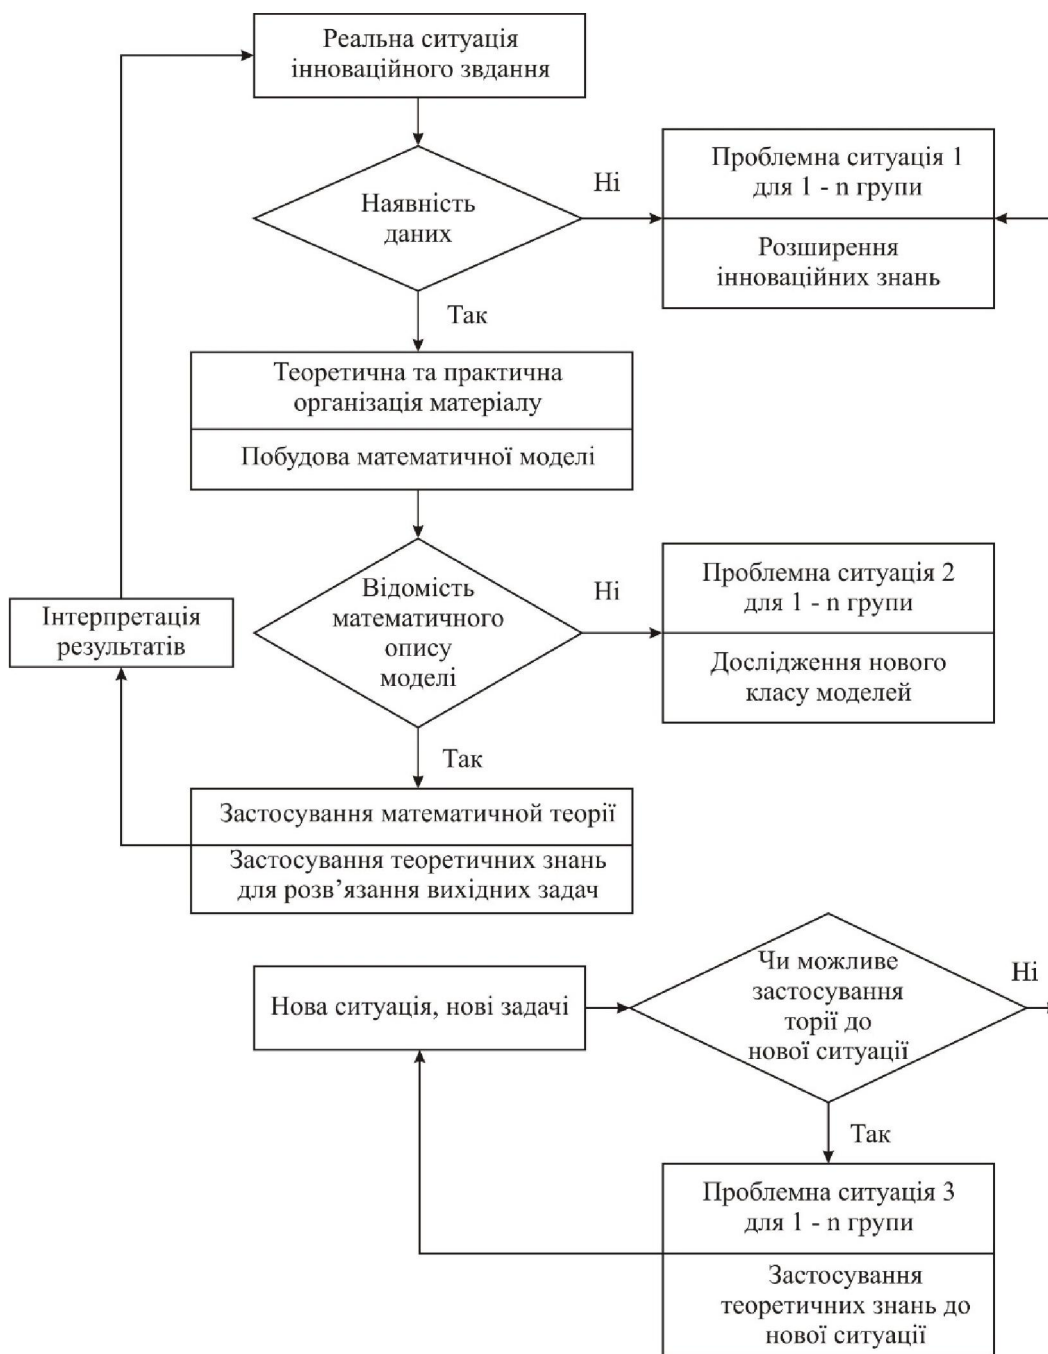 Реальна ситуація
інноваційного звдання
Наявність
даних
Ні
Проблемна ситуація 1
для 1 - n групи
Розширення
інноваційних знань
Так
Теоретична та практична
організація матеріалу
Побудова математичної моделі
Відомість
математичного
опису
моделі
Ні
Проблемна ситуація 2
для 1 - n групи
Дослідження нового
класу моделей
Інтерпретація
результатів
Так
Застосування математичної теорії
Застосування теоретичних знань
для розв’язання вихідних задач
Нова ситуація, нові задачі
Чи можливе
застосування
торії до
нової ситуації
Ні
Так
Проблемна ситуація 3
для 1 - n групи
Застосування
теоретичних знань до
нової ситуації